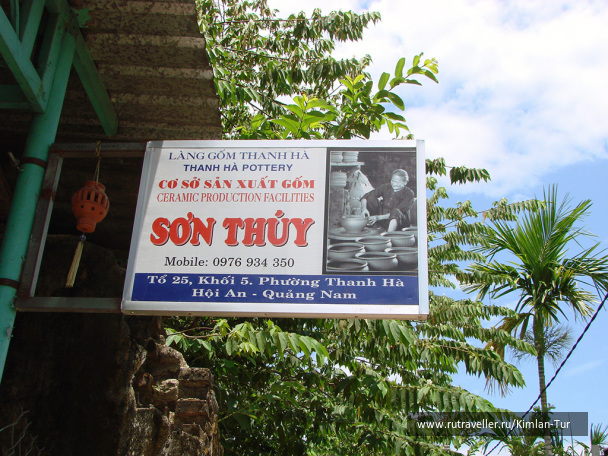 LÀNG GỐM THANH HÀ
THANH HÀ POTTERY
CƠ SỞ SẢN XUẤT GỐM
CERAMIC PRODUCTION FACILITIES
SƠN THỦY
Mobile: 0976 934 350
Tổ 25, Khối 5. Phường Thanh Hà
Hội An - Quảng Nam
www.rutraveller.ru/Kimlan-Tur